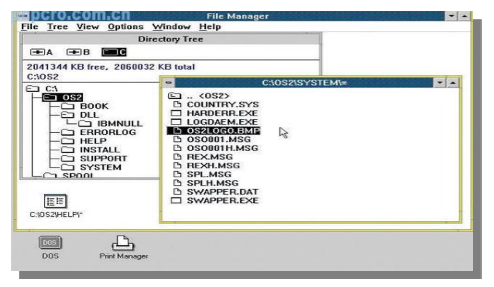 pcro.com.cn
File Manager
File Tree View Options Window Help
Directory Tree
A B C
2041344 KB free, 2060032 KB total
C:\OS2
C:\
OS2
BOOK
DLL
IBMNULL
ERRORLOG
HELP
INSTALL
SUPPORT
SYSTEM
SPOOL
C:\OS2\SYSTEM\*
.. <OS2>
COUNTRY.SYS
HARDERR.EXE
LOGDAEM.EXE
OS2LOGO.BMP
OSO001.MSG
OSO001H.MSG
REX.MSG
REXH.MSG
SPL.MSG
SPLH.MSG
SWAPPER.DAT
SWAPPER.EXE
C:\OS2\HELP\*
DOS
DOS
Print Manager